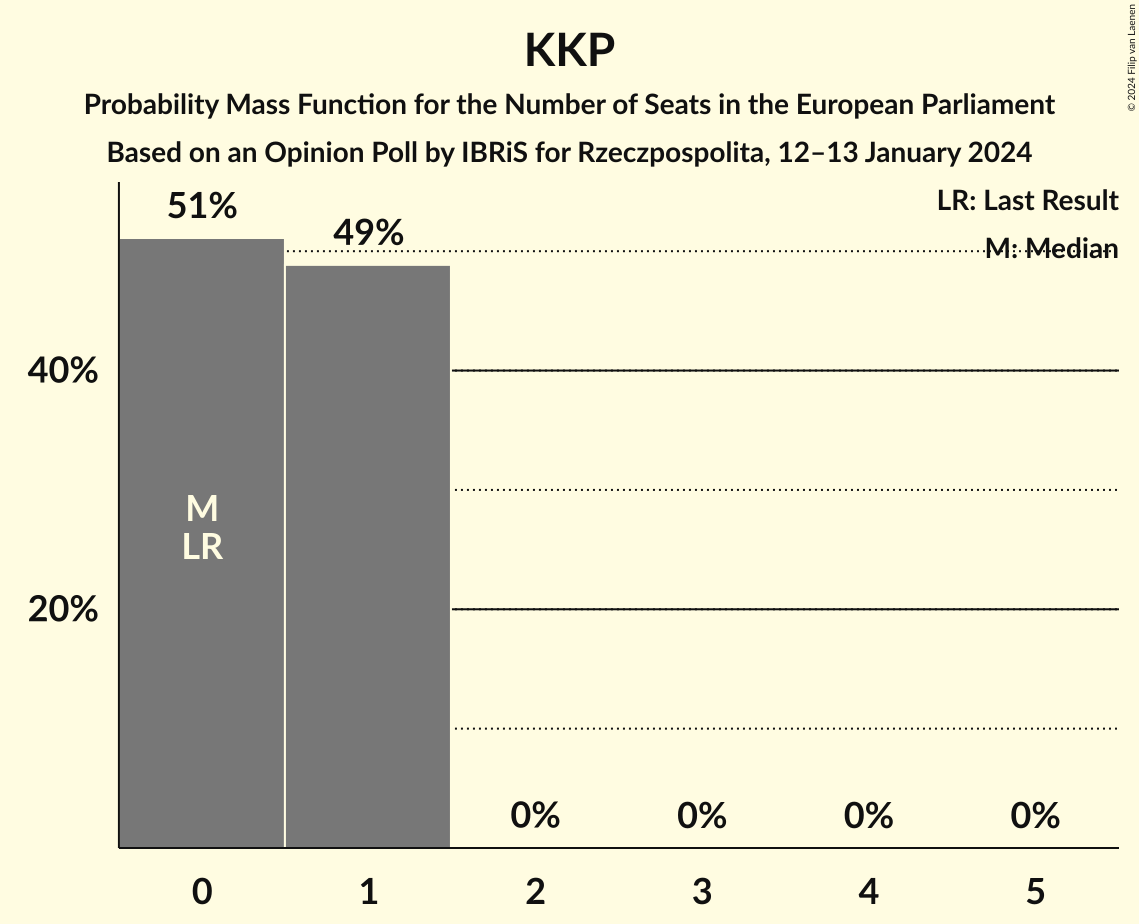 KKP
Probability Mass Function for the Number of Seats in the European Parliament
Based on an Opinion Poll by IBRiS for Rzeczpospolita, 12–13 January 2024
© 2024 Filip van Laenen
LR: Last Result
M: Median
51%
49%
40%
20%
M
LR
0% 0% 0% 0%
0 1 2 3 4 5